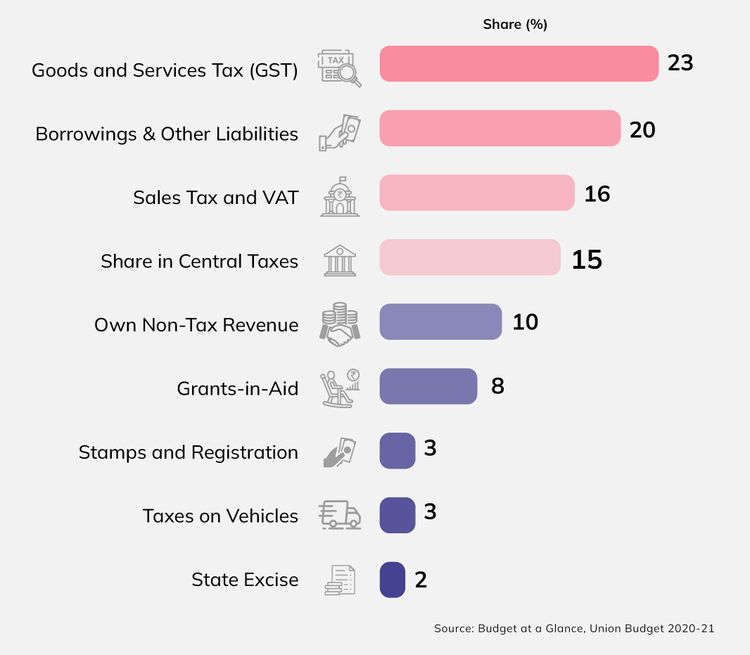 Share (%)
Goods and Services Tax (GST) TAX 23
Borrowings & Other Liabilities 20
Sales Tax and VAT ₹ 16
Share in Central Taxes 15
Own Non-Tax Revenue 10
Grants-in-Aid ₹ 8
Stamps and Registration 3
Taxes on Vehicles 3
State Excise 2
Source: Budget at a Glance, Union Budget 2020-21